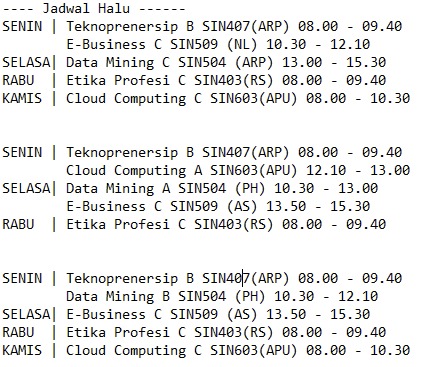 ---- Jadwal Halu ------
SENIN | Teknoprenersip B SIN407(ARP) 08.00 - 09.40
E-Business C SIN509 (NL) 10.30 - 12.10
SELASA| Data Mining C SIN504 (ARP) 13.00 - 15.30
RABU | Etika Profesi C SIN403(RS) 08.00 - 09.40
KAMIS | Cloud Computing C SIN603(APU) 08.00 - 10.30
SENIN | Teknoprenersip B SIN407(ARP) 08.00 - 09.40
Cloud Computing A SIN603(APU) 12.10 - 13.00
SELASA| Data Mining A SIN504 (PH) 10.30 - 13.00
E-Business C SIN509 (AS) 13.50 - 15.30
RABU | Etika Profesi C SIN403(RS) 08.00 - 09.40
SENIN | Teknoprenersip B SIN407(ARP) 08.00 - 09.40
Data Mining B SIN504 (PH) 10.30 - 12.10
SELASA| E-Business C SIN509 (AS) 13.50 - 15.30
RABU | Etika Profesi C SIN403(RS) 08.00 - 09.40
KAMIS | Cloud Computing C SIN603(APU) 08.00 - 10.30